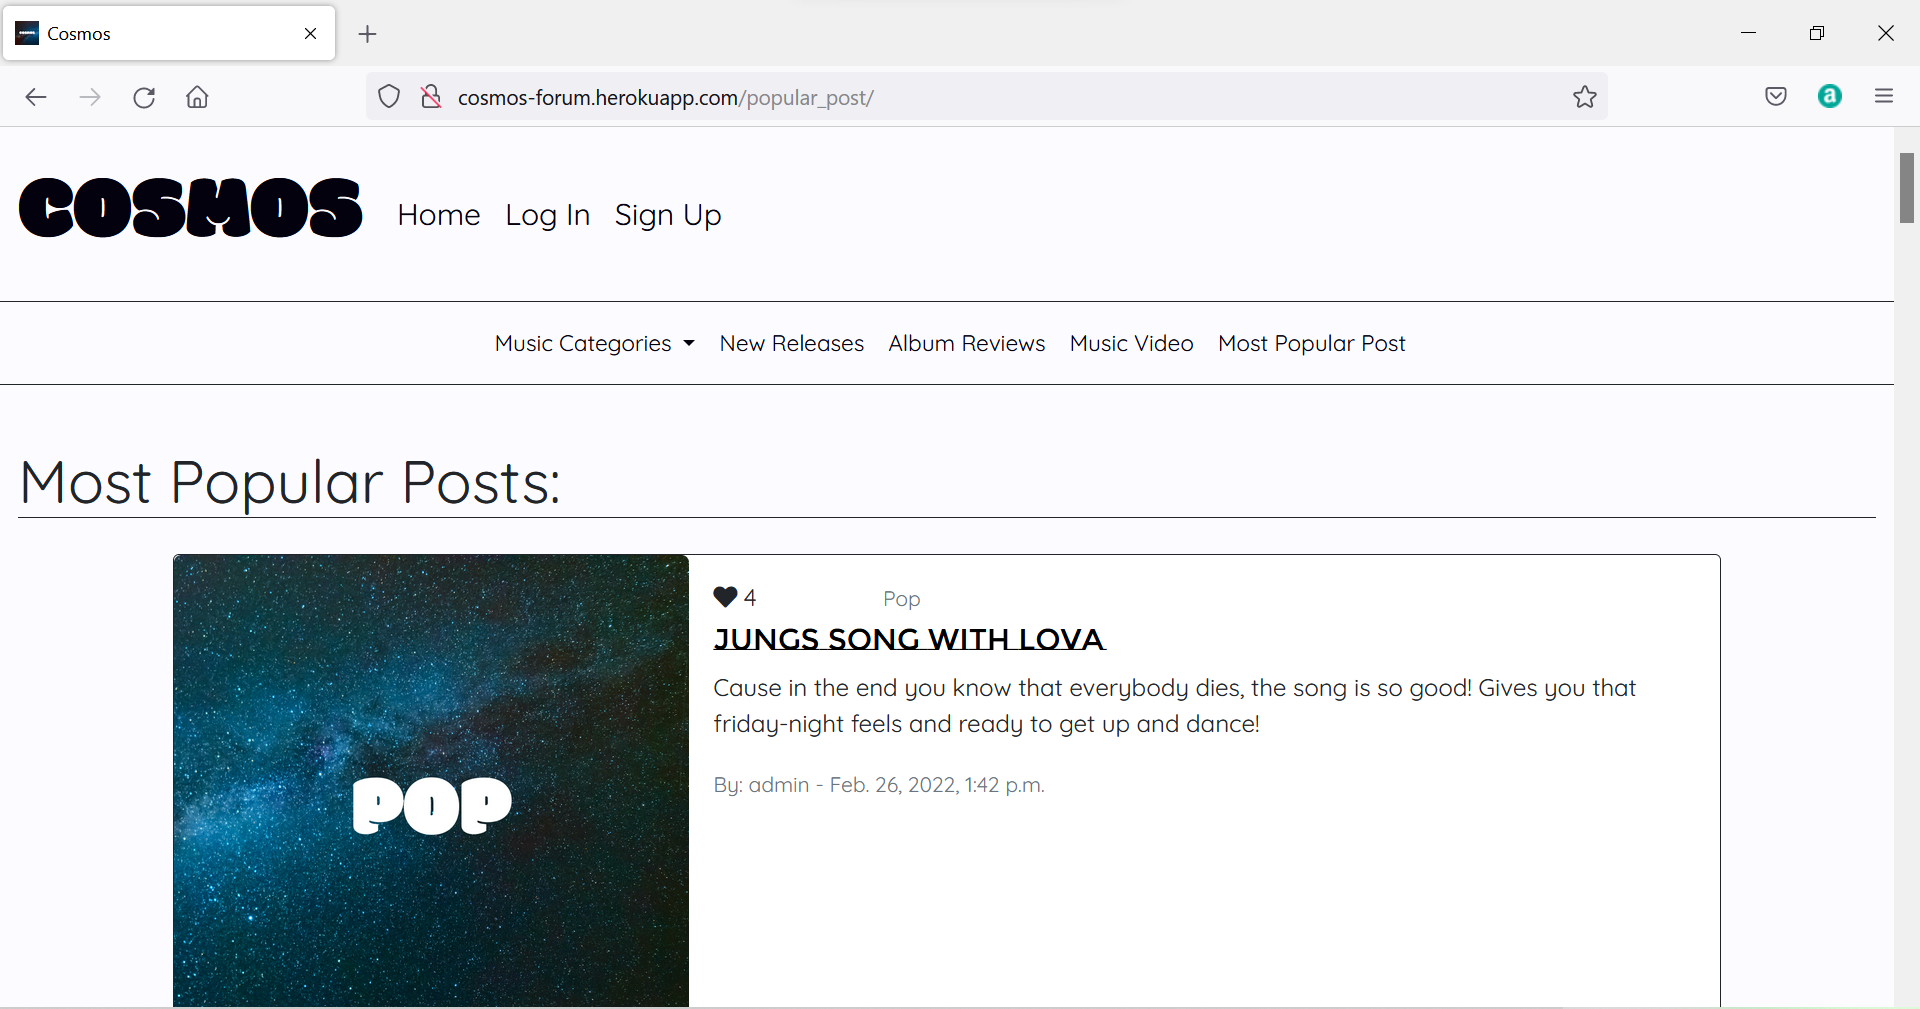 Cosmos
cosmos-forum.herokuapp.com/popular_post/
COSMOS
Home Log In Sign Up
Music Categories New Releases Album Reviews Music Video Most Popular Post
Most Popular Posts:
4 Pop
JUNGS SONG WITH LOVA
Cause in the end you know that everybody dies, the song is so good! Gives you that
friday-night feels and ready to get up and dance!
By: admin - Feb. 26, 2022, 1:42 p.m.
POP